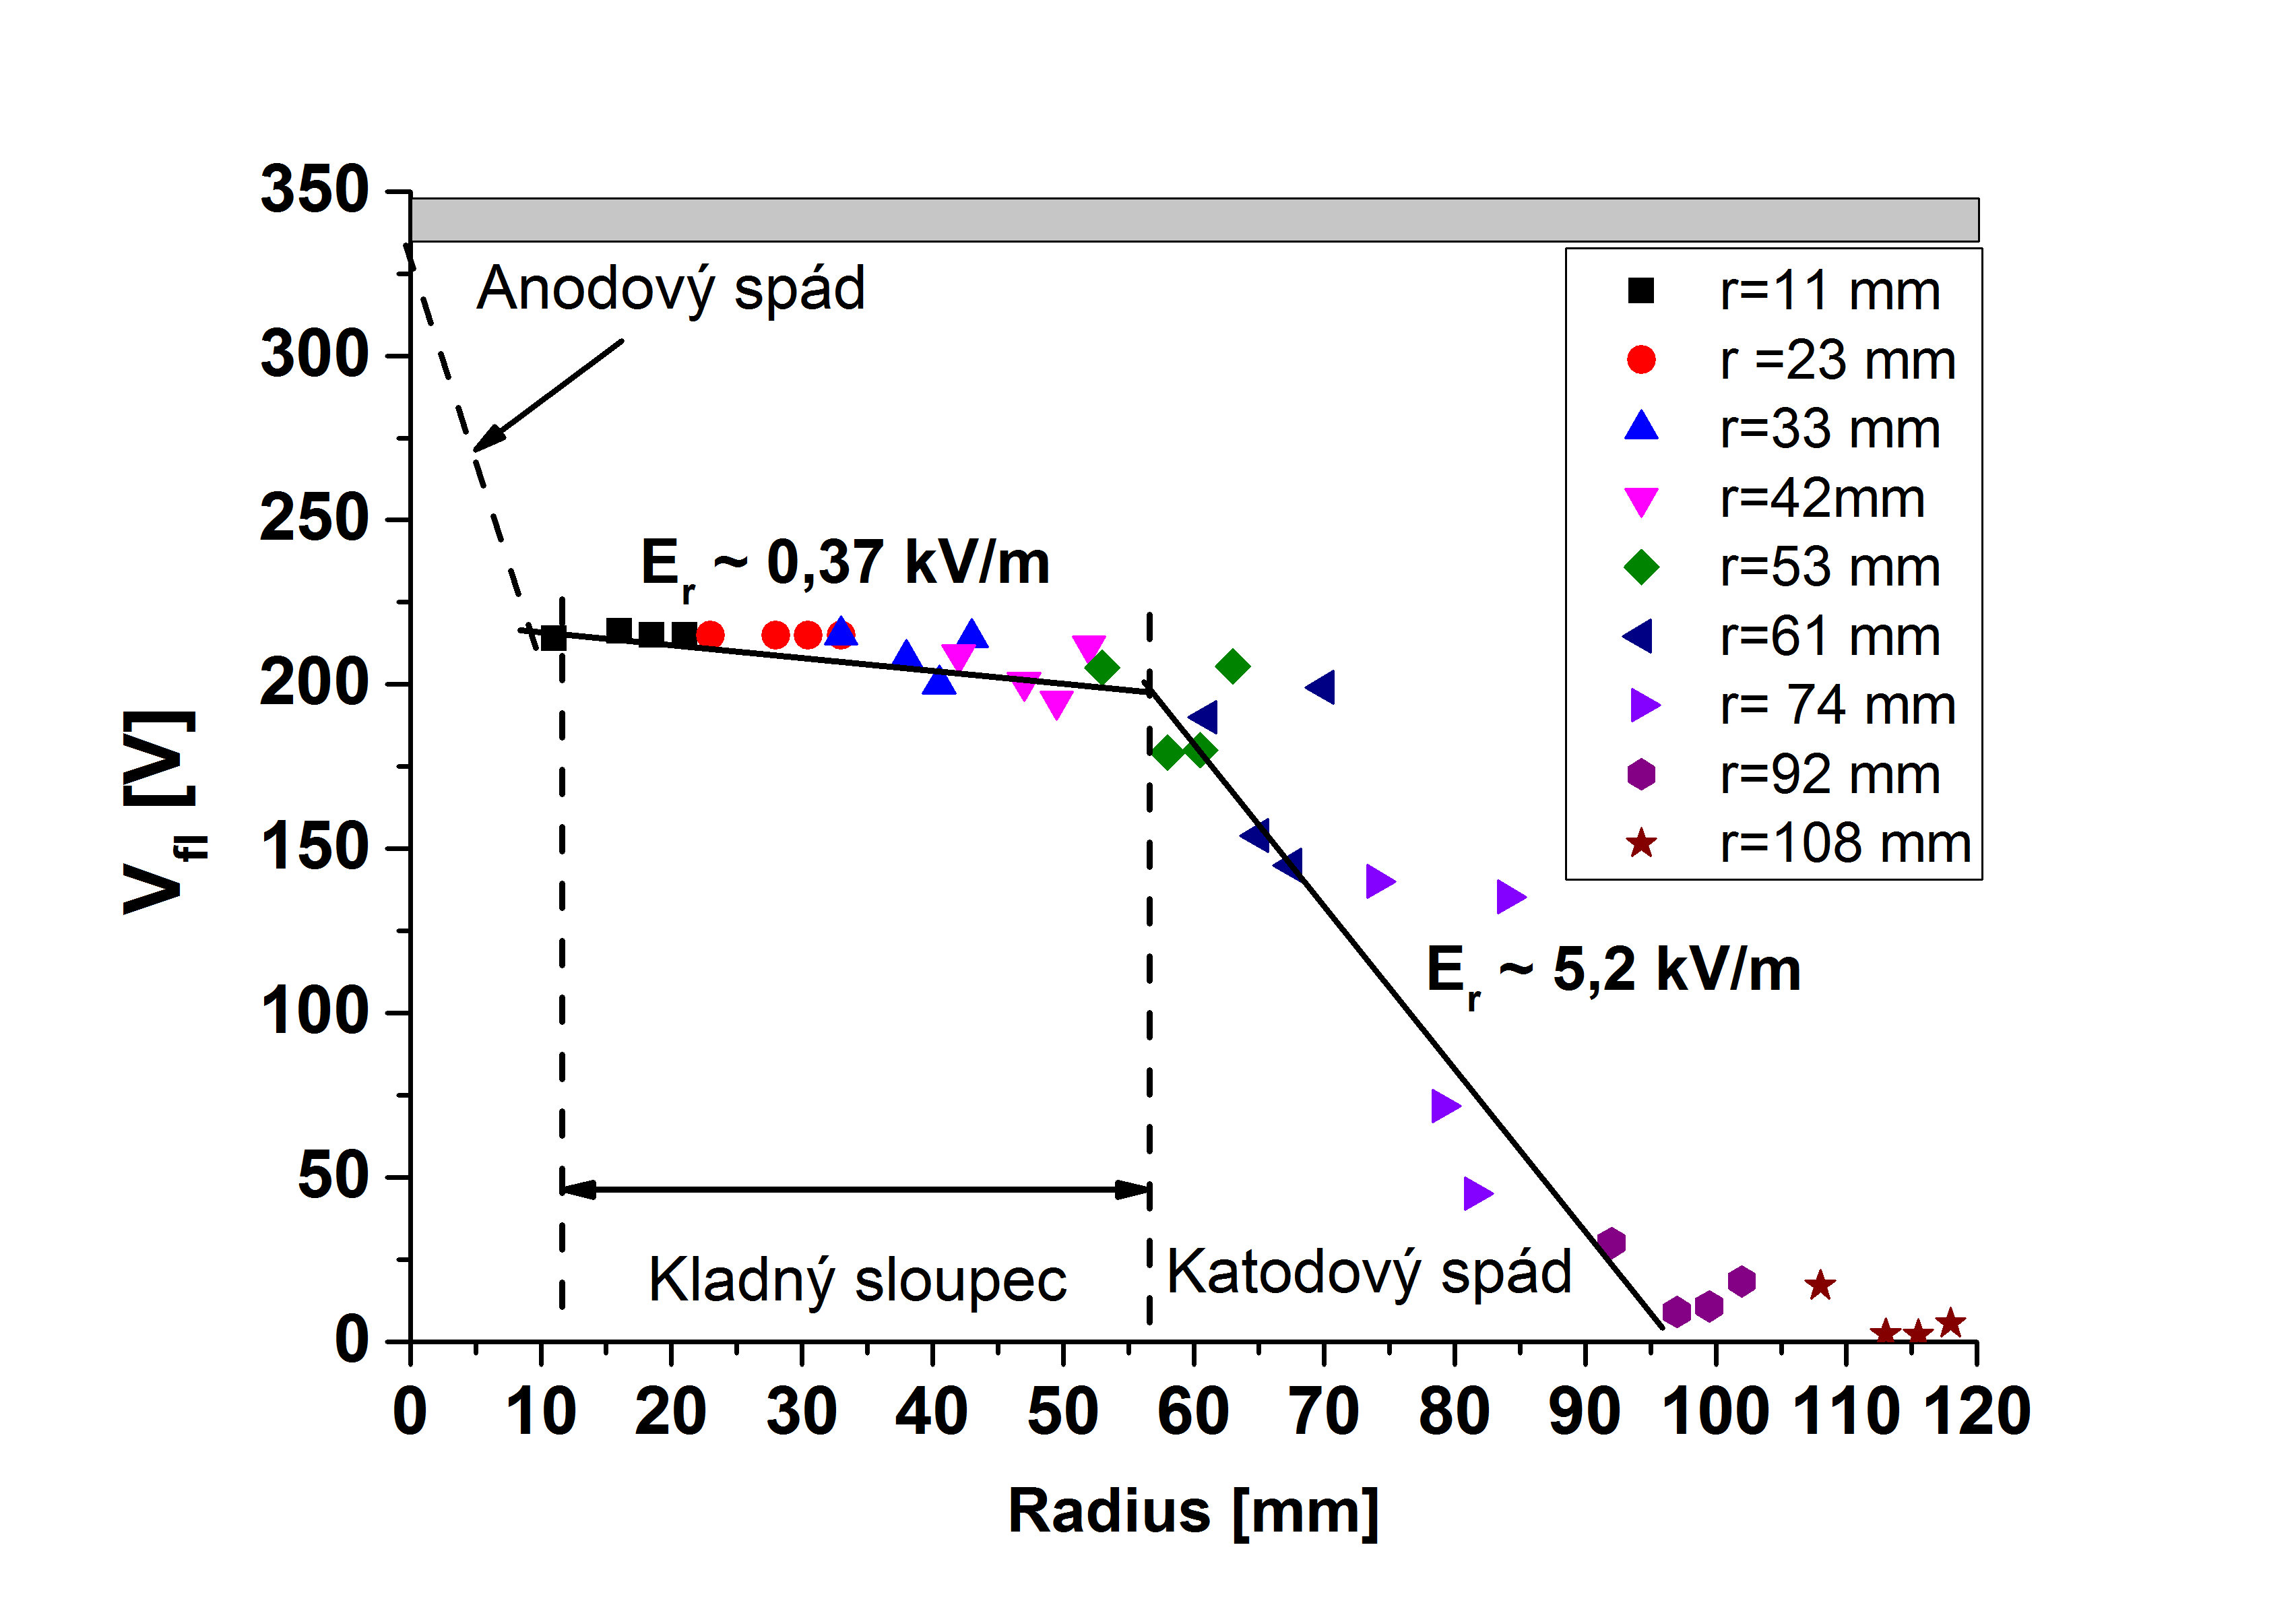 350
300
250
200
150
100
50
0
V_fl [V]
Anodový spád
E_r ~ 0,37 kV/m
E_r ~ 5,2 kV/m
Kladný sloupec
Katodový spád
r=11 mm
r =23 mm
r=33 mm
r=42mm
r=53 mm
r=61 mm
r= 74 mm
r=92 mm
r=108 mm
0 10 20 30 40 50 60 70 80 90 100 110 120
Radius [mm]